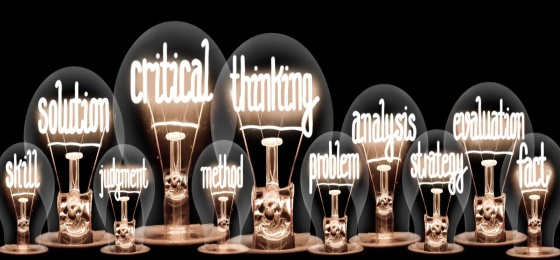 critical thinking
solution analysis evaluation
skill judgment method problem strategy fact